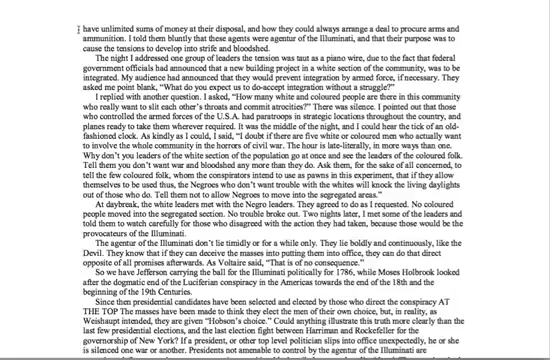 have unlimited sums of money at their disposal, and how they could always arrange a deal to procure arms and
ammunition. I told them bluntly that these agents were agentur of the Illuminati, and that their purpose was to
cause the tensions to develop into strife and bloodshed.
The night I addressed one group of leaders the tension was taut as a piano wire, due to the fact that federal
government officials had announced that a new building project in a white section of the community, was to be
integrated. My audience had announced that they would prevent integration by armed force, if necessary. They
asked me point blank, “What do you expect us to do-accept integration without a struggle?”
I replied with another question. I asked, “How many white and coloured people are there in this community
who really want to slit each other’s throats and commit atrocities?” There was silence. I pointed out that those
who controlled the armed forces of the U.S.A. had paratroops in strategic locations throughout the country, and
planes ready to take them wherever required. It was the middle of the night, and I could hear the tick of an old-
fashioned clock. As kindly as I could, I said, “I doubt if there are five white or coloured men who actually want
to involve the whole community in the horrors of civil war. The hour is late-literally, in more ways than one.
Why don’t you leaders of the white section of the population go at once and see the leaders of the coloured folk.
Tell them you don’t want war and bloodshed any more than they do. Ask them, for the sake of all concerned, to
tell the few coloured folk, whom the conspirators intend to use as pawns in this experiment, that if they allow
themselves to be used thus, the Negroes who don’t want trouble with the whites will knock the living daylights
out of those who do. Tell them not to allow Negroes to move into the segregated areas.”
At daybreak, the white leaders met with the Negro leaders. They agreed to do as I requested. No coloured
people moved into the segregated section. No trouble broke out. Two nights later, I met some of the leaders and
told them to watch carefully for those who disagreed with the action they had taken, because those would be the
provocateurs of the Illuminati.
The agentur of the Illuminati don’t lie timidly or for a while only. They lie boldly and continuously, like the
Devil. They know that if they can deceive the masses into putting them into office, they can do that direct
opposite of all promises afterwards. As Voltaire said, “That is of no consequence.”
So we have Jefferson carrying the ball for the Illuminati politically for 1786, while Moses Holbrook looked
after the dogmatic end of the Luciferian conspiracy in the Americas towards the end of the 18th and the
beginning of the 19th Centuries.
Since then presidential candidates have been selected and elected by those who direct the conspiracy AT
THE TOP The masses have been made to think they elect the men of their own choice, but, in reality, as
Weishaupt intended, they are given “Hobson’s choice.” Could anything illustrate this truth more clearly than the
last few presidential elections, and the last election fight between Harriman and Rockefeller for the
governorship of New York? If a president, or other top level political slips into office unexpectedly, he or she
is silenced one war or another. Presidents not amenable to control by the agentur of the Illuminati are